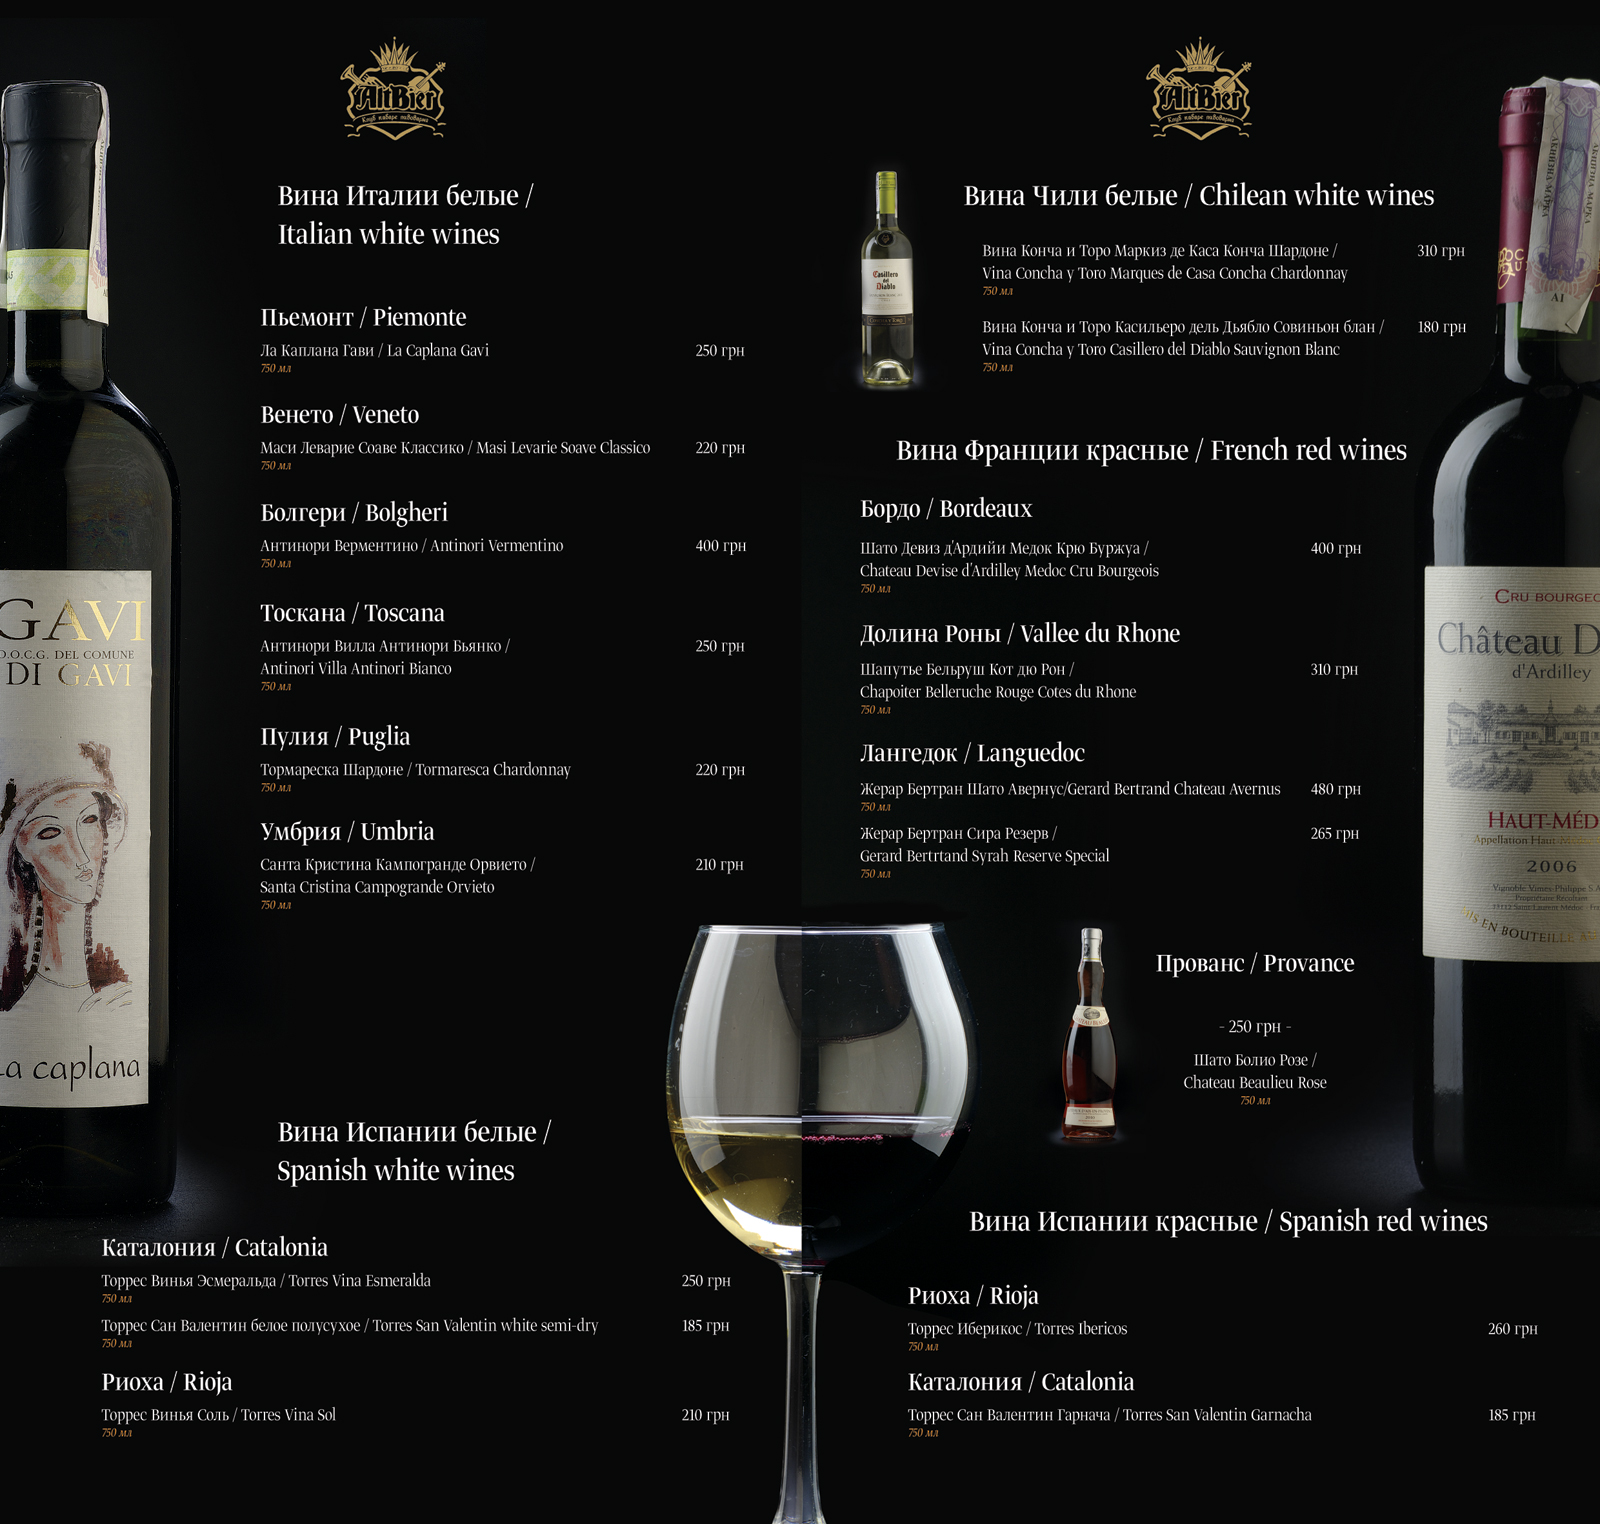 AltBier
Клуб, паваре, пивоварня
Вина Италии белые /
Italian white wines
Пьемонт / Piemonte
Ла Каплана Гави / La Caplana Gavi 250 грн
750 мл
Венето / Veneto
Маси Леварие Соаве Классико / Masi Levarie Soave Classico 220 грн
750 мл
Болгери / Bolgheri
Антинори Верментино / Antinori Vermentino 400 грн
750 мл
Тоскана / Toscana
Антинори Вилла Антинори Бьянко / 250 грн
Antinori Villa Antinori Bianco
750 мл
Пулия / Puglia
Тормареска Шардоне / Tormaresca Chardonnay 220 грн
750 мл
Умбрия / Umbria
Санта Кристина Кампогранде Орвието / 210 грн
Santa Cristina Campogrande Orvieto
750 мл
GAVI
D.O.C.G. DEL COMUNE
DI GAVI
La caplana
Вина Испании белые /
Spanish white wines
Каталония / Catalonia
Торрес Винья Эсмеральда / Torres Vina Esmeralda 250 грн
750 мл
Торрес Сан Валентин белое полусухое / Torres San Valentin white semi-dry 185 грн
750 мл
Риоха / Rioja
Торрес Винья Соль / Torres Vina Sol 210 грн
750 мл
AltBier
Вина Чили белые / Chilean white wines
Casillero
del
Diablo
Вина Конча и Торо Маркиз де Каса Конча Шардоне / 310 грн
Vina Concha y Toro Marques de Casa Concha Chardonnay
750 мл
Вина Конча и Торо Касильеро дель Дьябло Совиньон блан / 180 грн
Vina Concha y Toro Casillero del Diablo Sauvignon Blanc
750 мл
Вина Франции красные / French red wines
Бордо / Bordeaux
Шато Девиз д'Ардийи Медок Крю Буржуа / 400 грн
Chateau Devise d'Ardilley Medoc Cru Bourgeois
750 мл
Долина Роны / Vallee du Rhone
Шапутье Бельруш Кот дю Рон / 310 грн
Chapoiter Belleruche Rouge Cotes du Rhone
750 мл
Лангедок / Languedoc
Жерар Бертран Шато Авернус/Gerard Bertrand Chateau Avernus 480 грн
750 мл
Жерар Бертран Сира Резерв / 265 грн
Gerard Bertrtand Syrah Reserve Special
750 мл
Прованс / Provance
- 250 грн -
Шато Болио Розе /
Chateau Beaulieu Rose
750 мл
АКЦИЗНА МАРКА
CRU BOURGEO
Château D
d'Ardilley
HAUT-MÉD
Appellation Haut-
2006
MIS EN BOUTEILLE
Вина Испании красные / Spanish red wines
Риоха / Rioja
Торрес Иберикос / Torres Ibericos 260 грн
750 мл
Каталония / Catalonia
Торрес Сан Валентин Гарнача / Torres San Valentin Garnacha 185 грн
750 мл